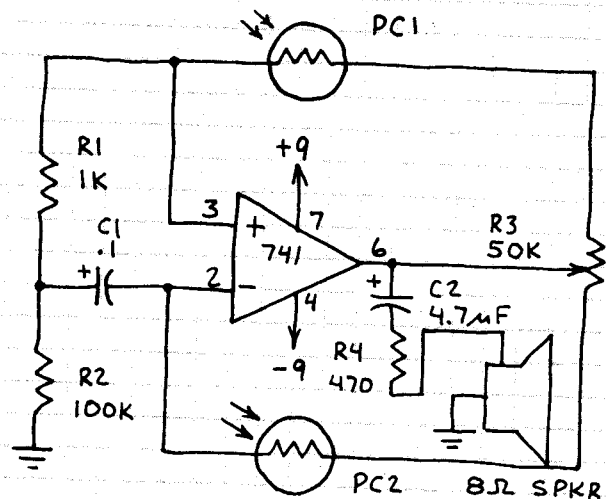 PC1
R1
1K
+9
C1
.1
+
3
+
7
741
6
R3
50K
2
-
4
+
C2
4.7µF
-9
R4
470
R2
100K
PC2
8Ω SPKR